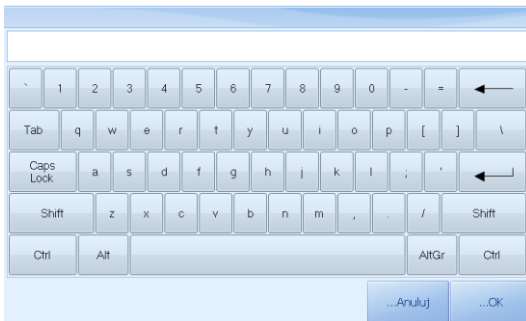 ` 1 2 3 4 5 6 7 8 9 0 - =
Tab q w e r t y u i o p [ ] \
Caps Lock a s d f g h j k l ; '
Shift z x c v b n m , . / Shift
Ctrl Alt AltGr Ctrl
...Anuluj ...OK